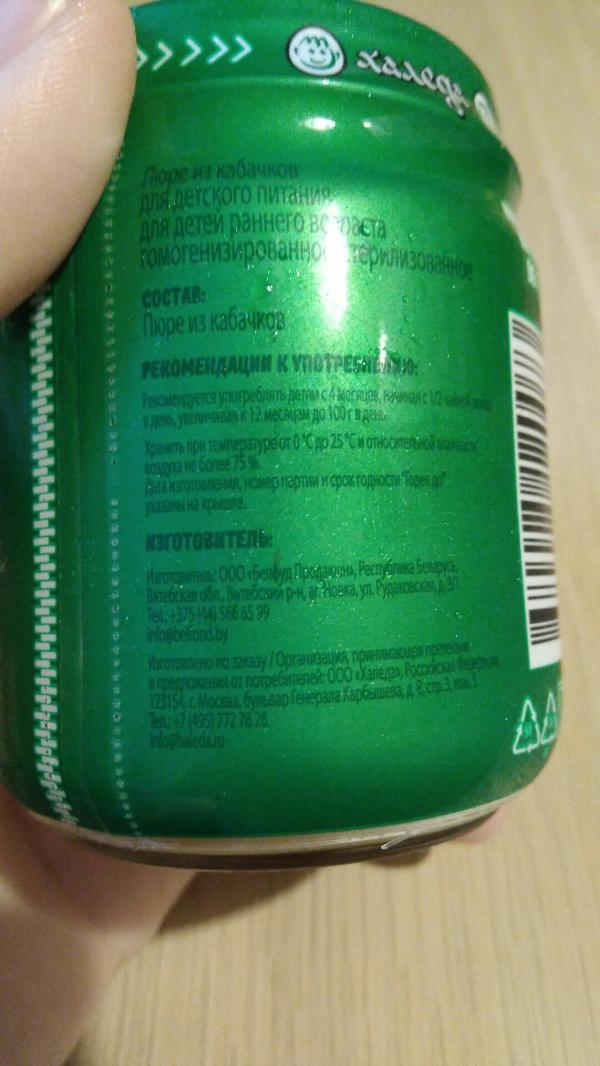 халеда
Пюре из кабачков
для детского питания
для детей раннего возраста
гомогенизированное стерилизованное
СОСТАВ:
Пюре из кабачков
РЕКОМЕНДАЦИИ К УПОТРЕБЛЕНИЮ:
Рекомендуется употреблять детям с 4 месяцев, начиная с 1/2 чайной ложки
в день, увеличивая к 12 месяцам до 100 г в день.
Хранить при температуре от 0 °С до 25 °С и относительной влажности
воздуха не более 75 %.
Дата изготовления, номер партии и срок годности "Годен до"
указаны на крышке.
ИЗГОТОВИТЕЛЬ:
Изготовитель: ООО «Белфуд Продакшн», Республика Беларусь,
Витебская обл., Витебский р-н, аг. Новка, ул. Рудаковская, д. 9/1
Тел.: +375 (44) 566 65 99
info@belfood.by
Изготовлено по заказу / Организация, принимающая претензии
и предложения от потребителей: ООО «Халеда», Российская Федерация,
123154, г. Москва, бульвар Генерала Карбышева, д. 8, стр. 3, ком. 5
Тел.: +7 (495) 772 78 28
info@haleda.ru